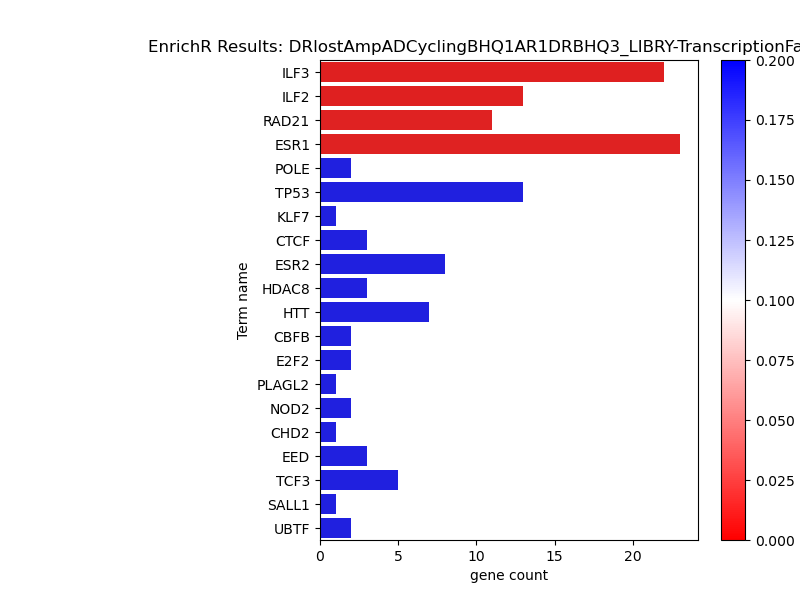 EnrichR Results: DRlostAmpADCyclingBHQ1AR1DRBHQ3_LIBRY-TranscriptionFa
ILF3
ILF2
RAD21
ESR1
POLE
TP53
KLF7
CTCF
ESR2
HDAC8
HTT
CBFB
E2F2
PLAGL2
NOD2
CHD2
EED
TCF3
SALL1
UBTF
Term name
0 5 10 15 20
gene count
0.200
0.175
0.150
0.125
0.100
0.075
0.050
0.025
0.000